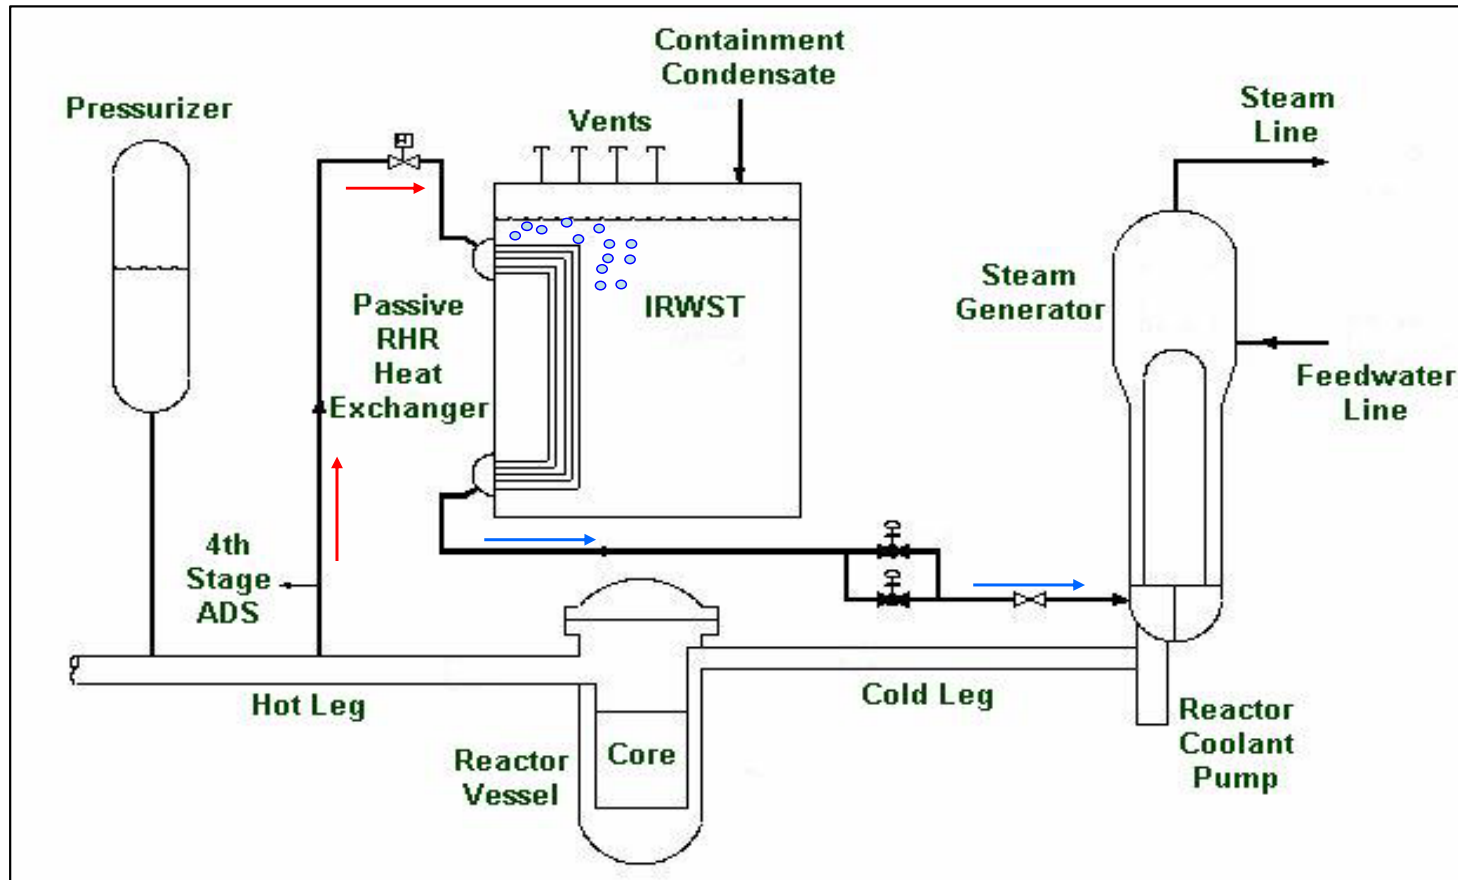 Containment
Condensate
Pressurizer
Vents
Steam
Line
Passive
RHR
Heat
Exchanger
IRWST
Steam
Generator
Feedwater
Line
4th
Stage
ADS
Hot Leg
Cold Leg
Reactor
Vessel
Core
Reactor
Coolant
Pump